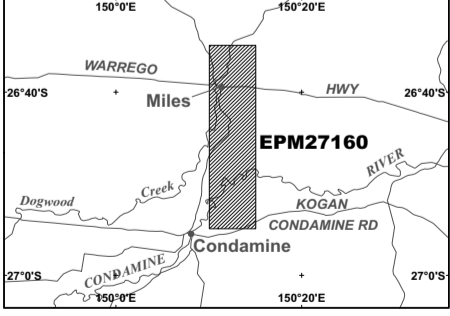 150°0'E
150°20'E
WARREGO
HWY
26°40'S
26°40'S
Miles
EPM27160
RIVER
Creek
Dogwood
KOGAN
CONDAMINE RD
Condamine
CONDAMINE
27°0'S
27°0'S
150°0'E
150°20'E